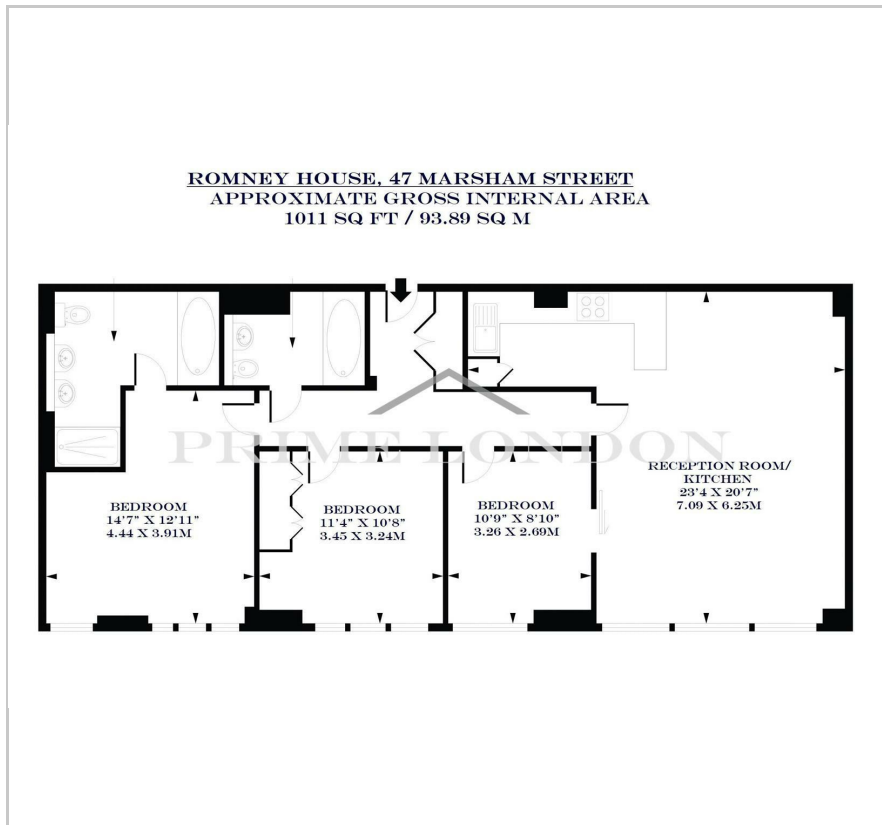 ROMNEY HOUSE, 47 MARSHAM STREET
APPROXIMATE GROSS INTERNAL AREA
1011 SQ FT / 93.89 SQ M
PRIME LONDON
RECEPTION ROOM/
KITCHEN
23'4 X 20'7"
7.09 X 6.25M
BEDROOM
14'7" X 12'11"
4.44 X 3.91M
BEDROOM
11'4" X 10'8"
3.45 X 3.24M
BEDROOM
10'9" X 8'10"
3.26 X 2.69M